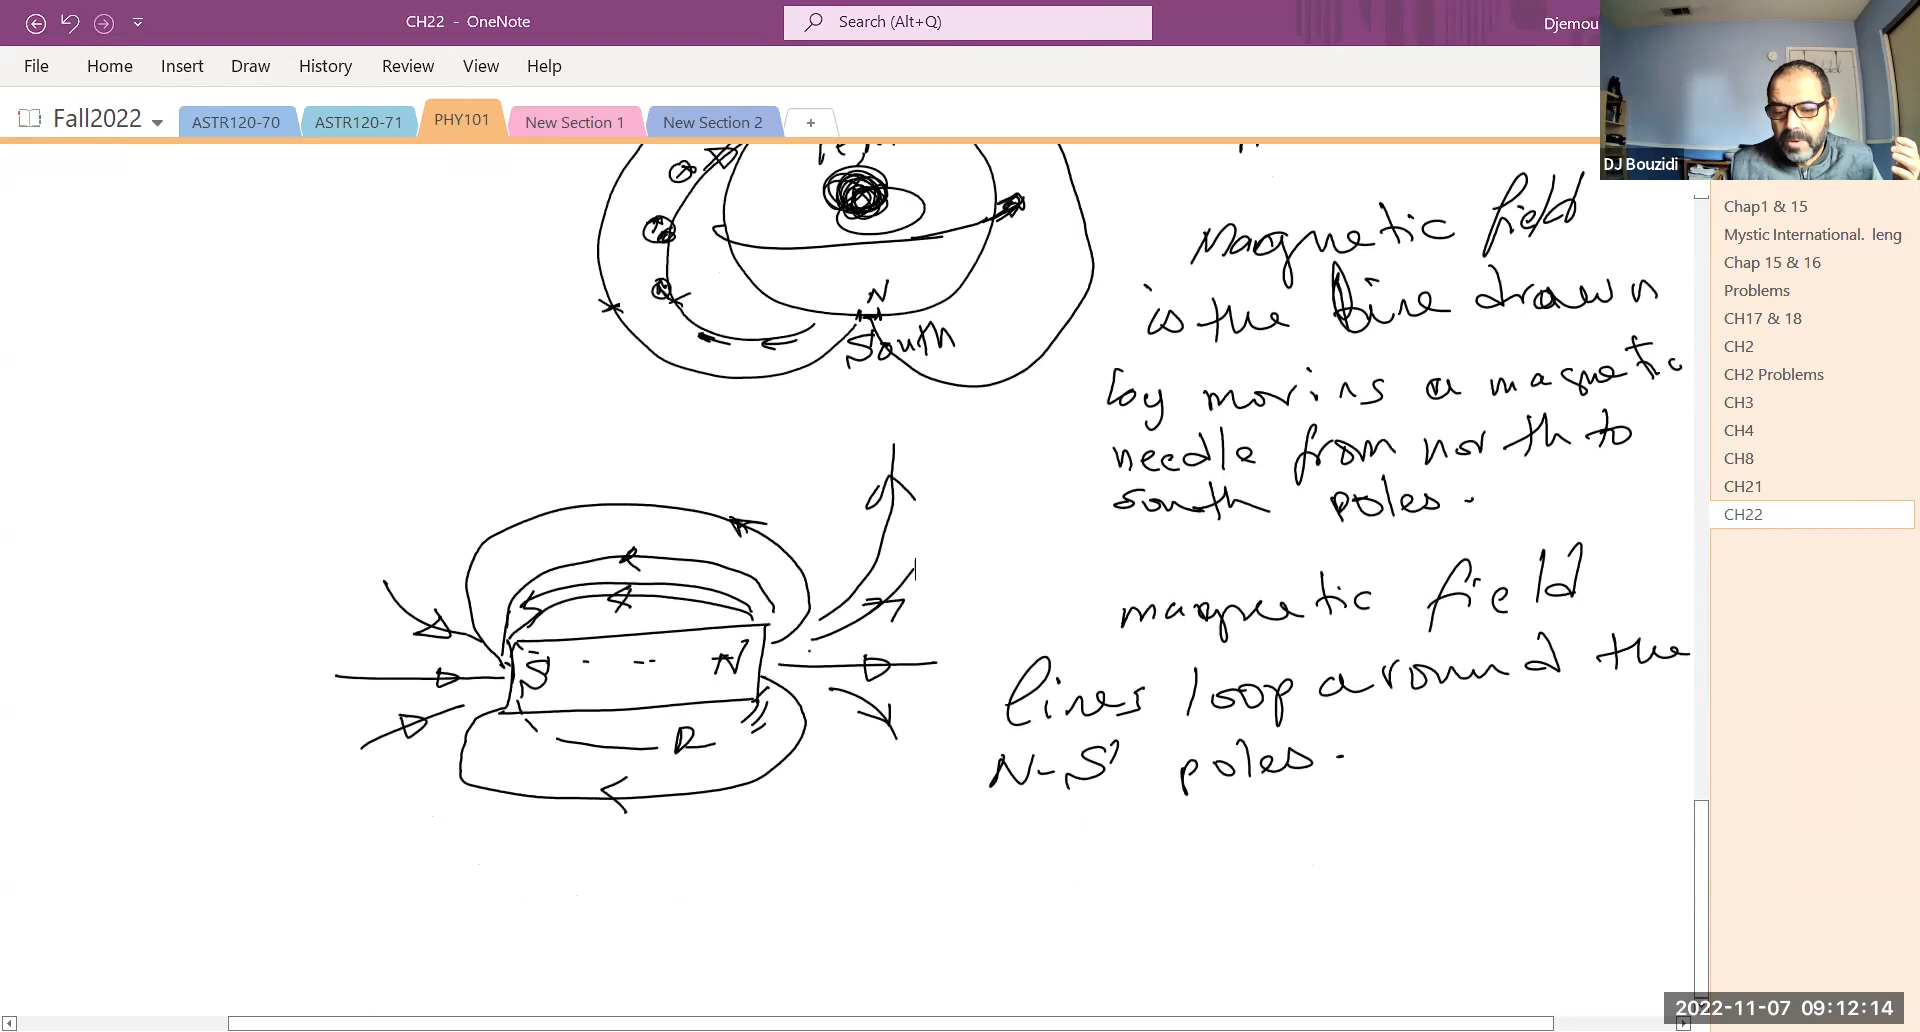 CH22 - OneNote
Search (Alt+Q)
Djemou
File Home Insert Draw History Review View Help
Fall2022
ASTR120-70
ASTR120-71
PHY101
New Section 1
New Section 2
+
DJ Bouzidi
Chap1 & 15
Mystic International. leng
Chap 15 & 16
Problems
CH17 & 18
CH2
CH2 Problems
CH3
CH4
CH8
CH21
CH22
N
South
Magnetic field
is the line drawn
by moving a magnetic
needle from north to
south poles.
S N
magnetic field
lines loop around the
N-S poles.
2022-11-07 09:12:14